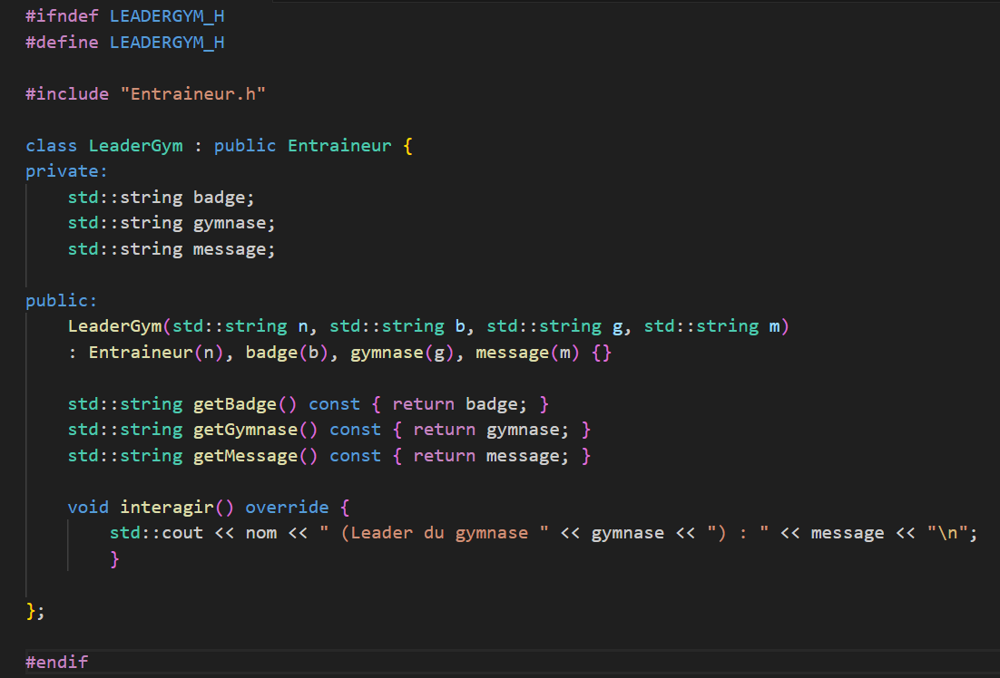 #ifndef LEADERGYM_H
#define LEADERGYM_H
#include "Entraineur.h"
class LeaderGym : public Entraineur {
private:
std::string badge;
std::string gymnase;
std::string message;
public:
LeaderGym(std::string n, std::string b, std::string g, std::string m)
: Entraineur(n), badge(b), gymnase(g), message(m) {}
std::string getBadge() const { return badge; }
std::string getGymnase() const { return gymnase; }
std::string getMessage() const { return message; }
void interagir() override {
std::cout << nom << " (Leader du gymnase " << gymnase << ") : " << message << "\n";
}
};
#endif